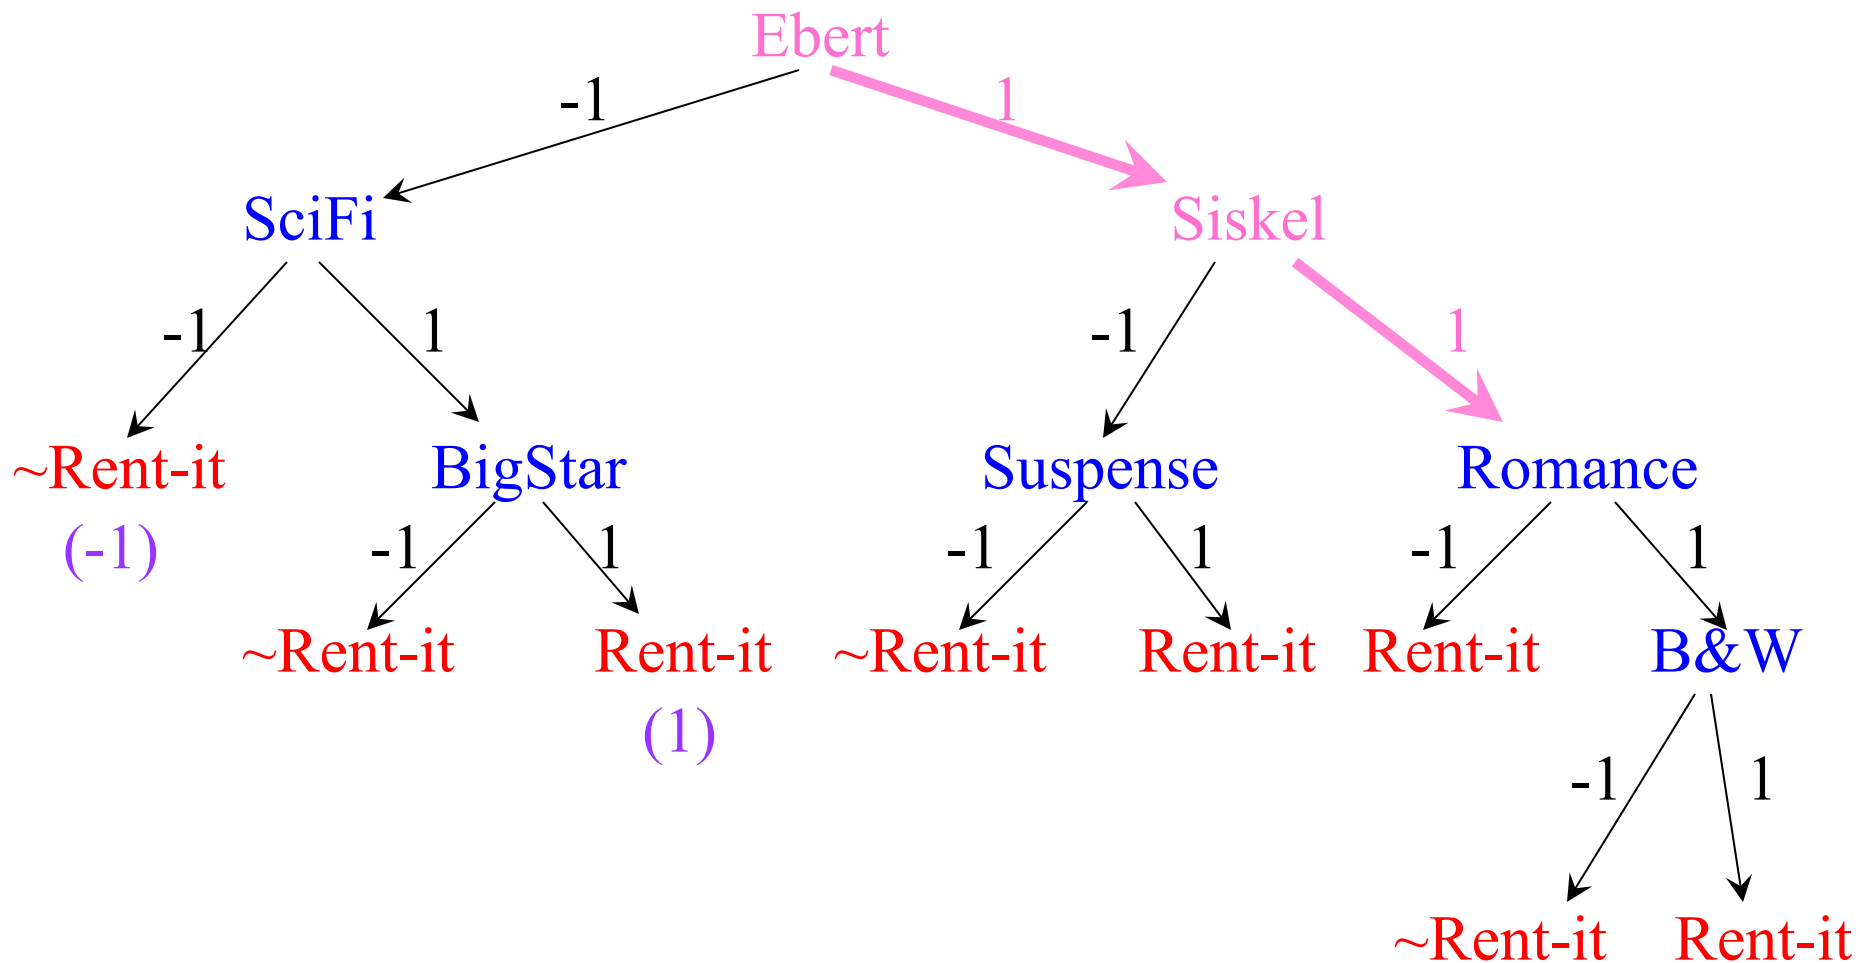 Ebert
-1
1
SciFi
Siskel
-1
1
-1
1
~Rent-it
BigStar
Suspense
Romance
(-1)
-1
1
-1
1
-1
1
~Rent-it
Rent-it
~Rent-it
Rent-it
Rent-it
B&W
(1)
-1
1
~Rent-it
Rent-it